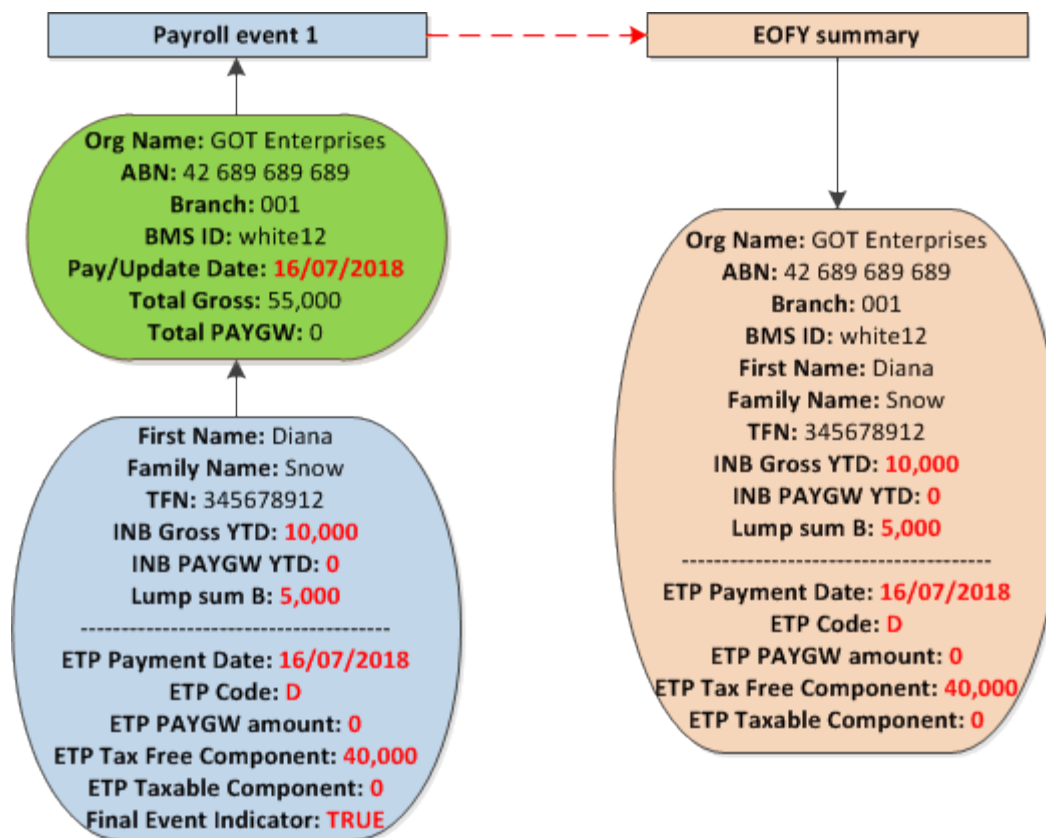 Payroll event 1
EOFY summary
Org Name: GOT Enterprises
ABN: 42 689 689 689
Branch: 001
BMS ID: white12
Pay/Update Date: 16/07/2018
Total Gross: 55,000
Total PAYGW: 0
First Name: Diana
Family Name: Snow
TFN: 345678912
INB Gross YTD: 10,000
INB PAYGW YTD: 0
Lump sum B: 5,000
--------------------------------------
ETP Payment Date: 16/07/2018
ETP Code: D
ETP PAYGW amount: 0
ETP Tax Free Component: 40,000
ETP Taxable Component: 0
Final Event Indicator: TRUE
Org Name: GOT Enterprises
ABN: 42 689 689 689
Branch: 001
BMS ID: white12
First Name: Diana
Family Name: Snow
TFN: 345678912
INB Gross YTD: 10,000
INB PAYGW YTD: 0
Lump sum B: 5,000
--------------------------------------
ETP Payment Date: 16/07/2018
ETP Code: D
ETP PAYGW amount: 0
ETP Tax Free Component: 40,000
ETP Taxable Component: 0